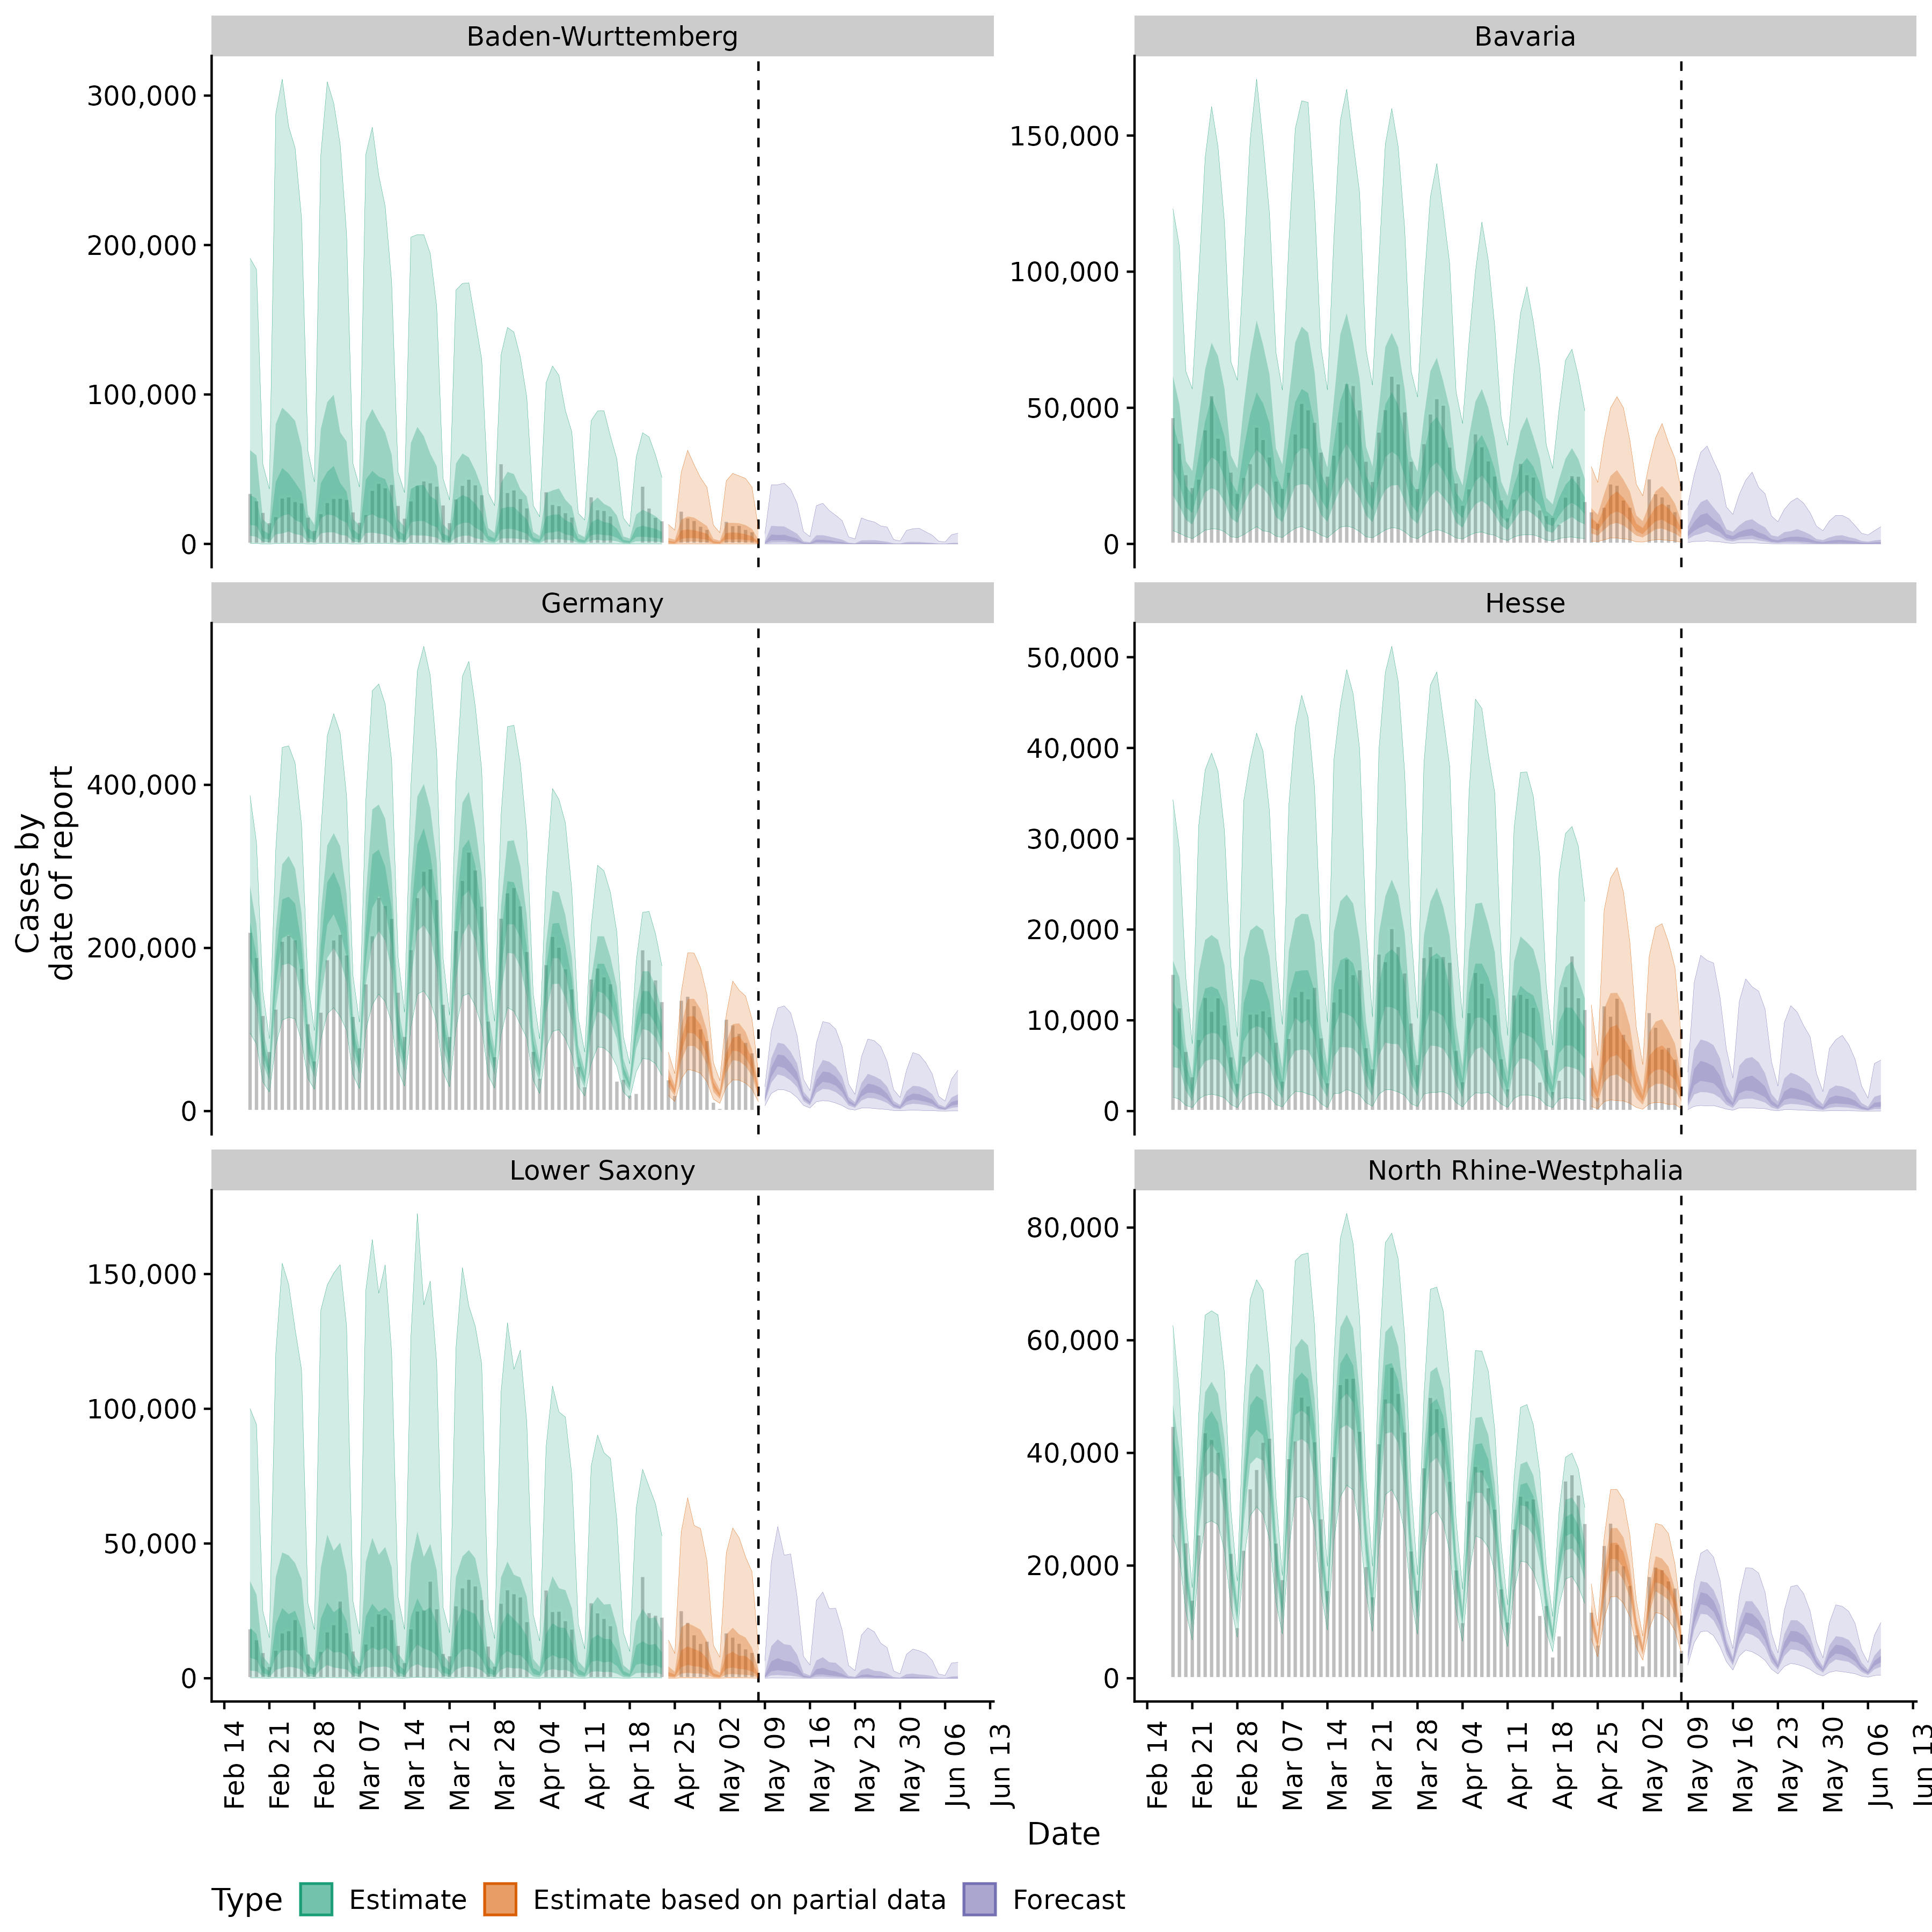 Baden-Wurttemberg
Bavaria
300,000
200,000
100,000
0
150,000
100,000
50,000
0
Germany
Hesse
Cases by
date of report
400,000
200,000
0
50,000
40,000
30,000
20,000
10,000
0
Lower Saxony
North Rhine-Westphalia
150,000
100,000
50,000
0
80,000
60,000
40,000
20,000
0
Feb 14
Feb 21
Feb 28
Mar 07
Mar 14
Mar 21
Mar 28
Apr 04
Apr 11
Apr 18
Apr 25
May 02
May 09
May 16
May 23
May 30
Jun 06
Jun 13
Feb 14
Feb 21
Feb 28
Mar 07
Mar 14
Mar 21
Mar 28
Apr 04
Apr 11
Apr 18
Apr 25
May 02
May 09
May 16
May 23
May 30
Jun 06
Jun 13
Date
Type Estimate Estimate based on partial data Forecast